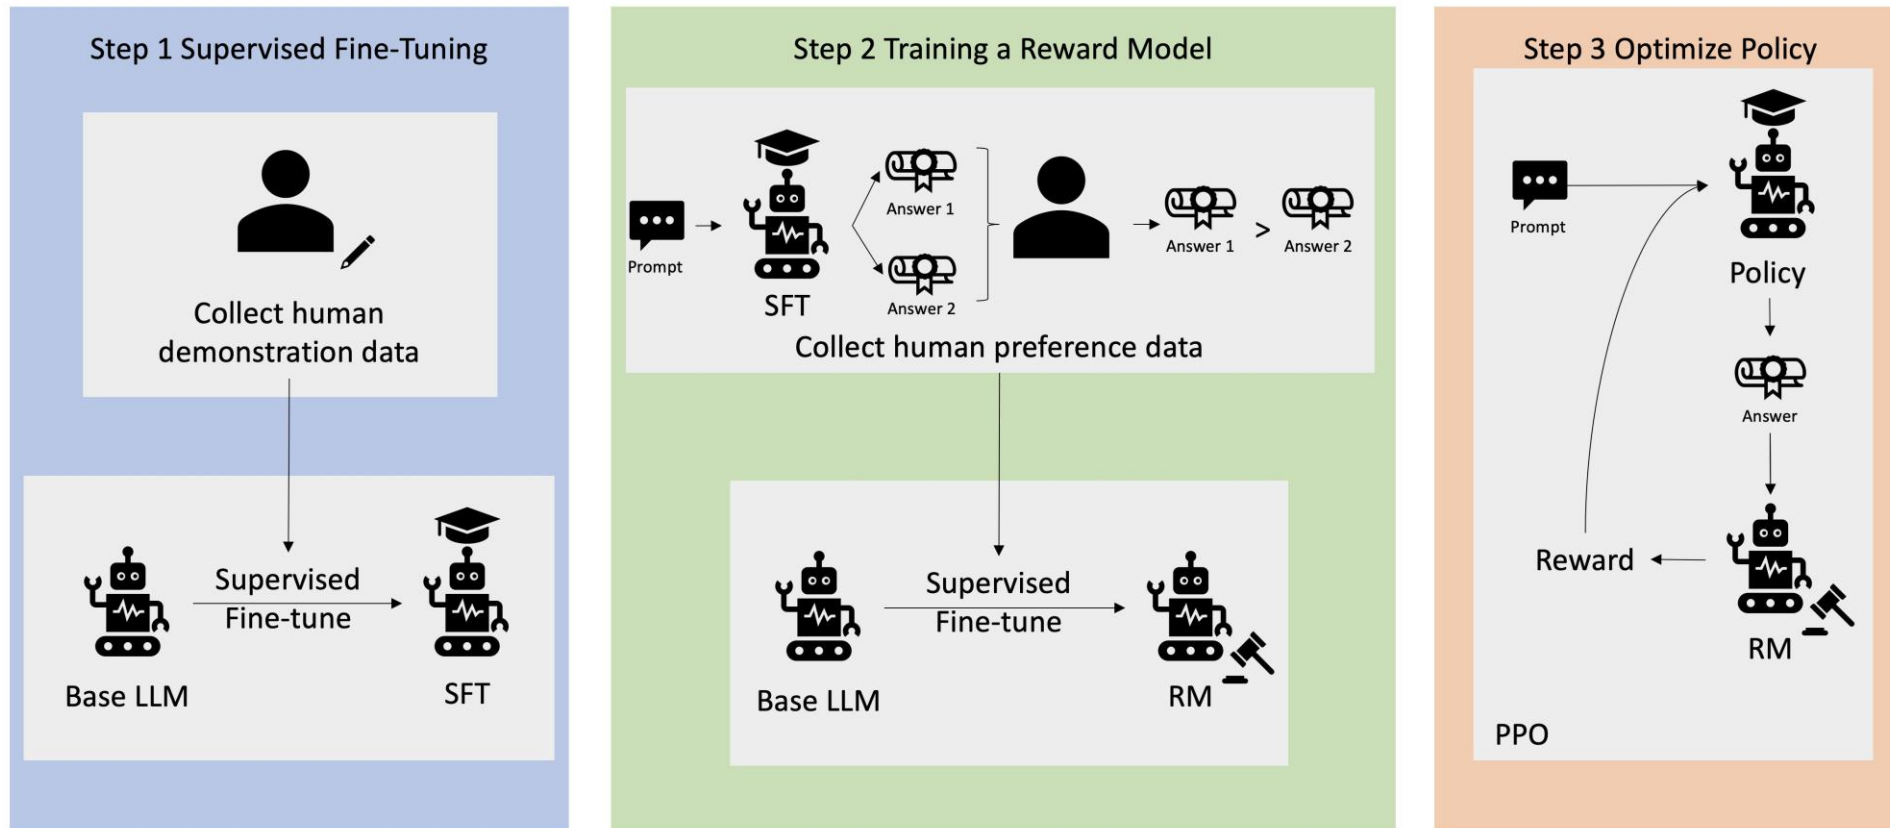 Step 1 Supervised Fine-Tuning
Collect human
demonstration data
Supervised
Fine-tune
Base LLM
SFT
Step 2 Training a Reward Model
Prompt
SFT
Answer 1
Answer 2
Answer 1
>
Answer 2
Collect human preference data
Supervised
Fine-tune
Base LLM
RM
Step 3 Optimize Policy
Prompt
Policy
Answer
Reward
RM
PPO